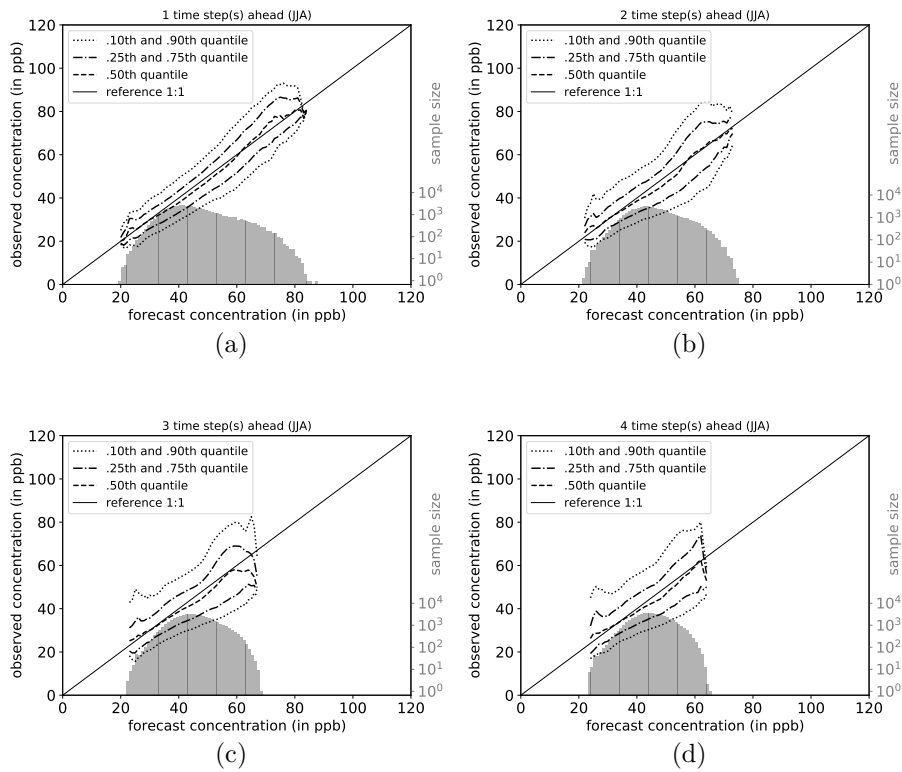 1 time step(s) ahead (JJA)
120
100
80
60
40
20
0
observed concentration (in ppb)
.10th and .90th quantile
.25th and .75th quantile
.50th quantile
reference 1:1
sample size
10^4
10^3
10^2
10^1
10^0
0 20 40 60 80 100 120
forecast concentration (in ppb)
(a)
2 time step(s) ahead (JJA)
120
100
80
60
40
20
0
observed concentration (in ppb)
.10th and .90th quantile
.25th and .75th quantile
.50th quantile
reference 1:1
sample size
10^4
10^3
10^2
10^1
10^0
0 20 40 60 80 100 120
forecast concentration (in ppb)
(b)
3 time step(s) ahead (JJA)
120
100
80
60
40
20
0
observed concentration (in ppb)
.10th and .90th quantile
.25th and .75th quantile
.50th quantile
reference 1:1
sample size
10^4
10^3
10^2
10^1
10^0
0 20 40 60 80 100 120
forecast concentration (in ppb)
(c)
4 time step(s) ahead (JJA)
120
100
80
60
40
20
0
observed concentration (in ppb)
.10th and .90th quantile
.25th and .75th quantile
.50th quantile
reference 1:1
sample size
10^4
10^3
10^2
10^1
10^0
0 20 40 60 80 100 120
forecast concentration (in ppb)
(d)